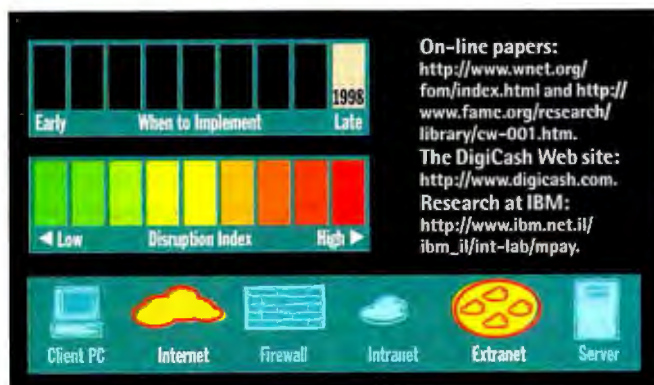 1998
Early When to Implement Late
◄ Low Disruption Index High ►
Client PC Internet Firewall Intranet Extranet Server
On-line papers:
http://www.wnet.org/
fom/index.html and http://
www.fame.org/research/
library/cw-001.htm.
The DigiCash Web site:
http://www.digicash.com.
Research at IBM:
http://www.ibm.net.il/
ibm_il/int-lab/mpay.